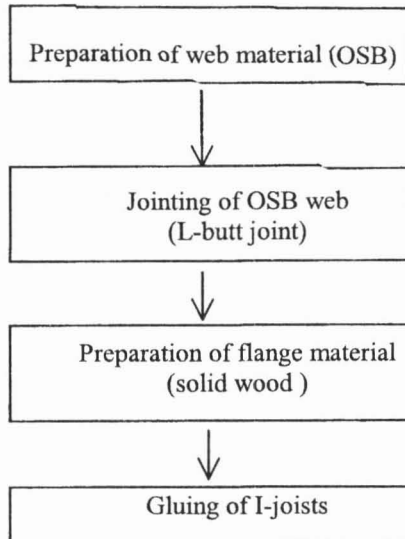 Preparation of web material (OSB)
Jointing of OSB web
(L-butt joint)
Preparation of flange material
(solid wood )
Gluing of I-joists